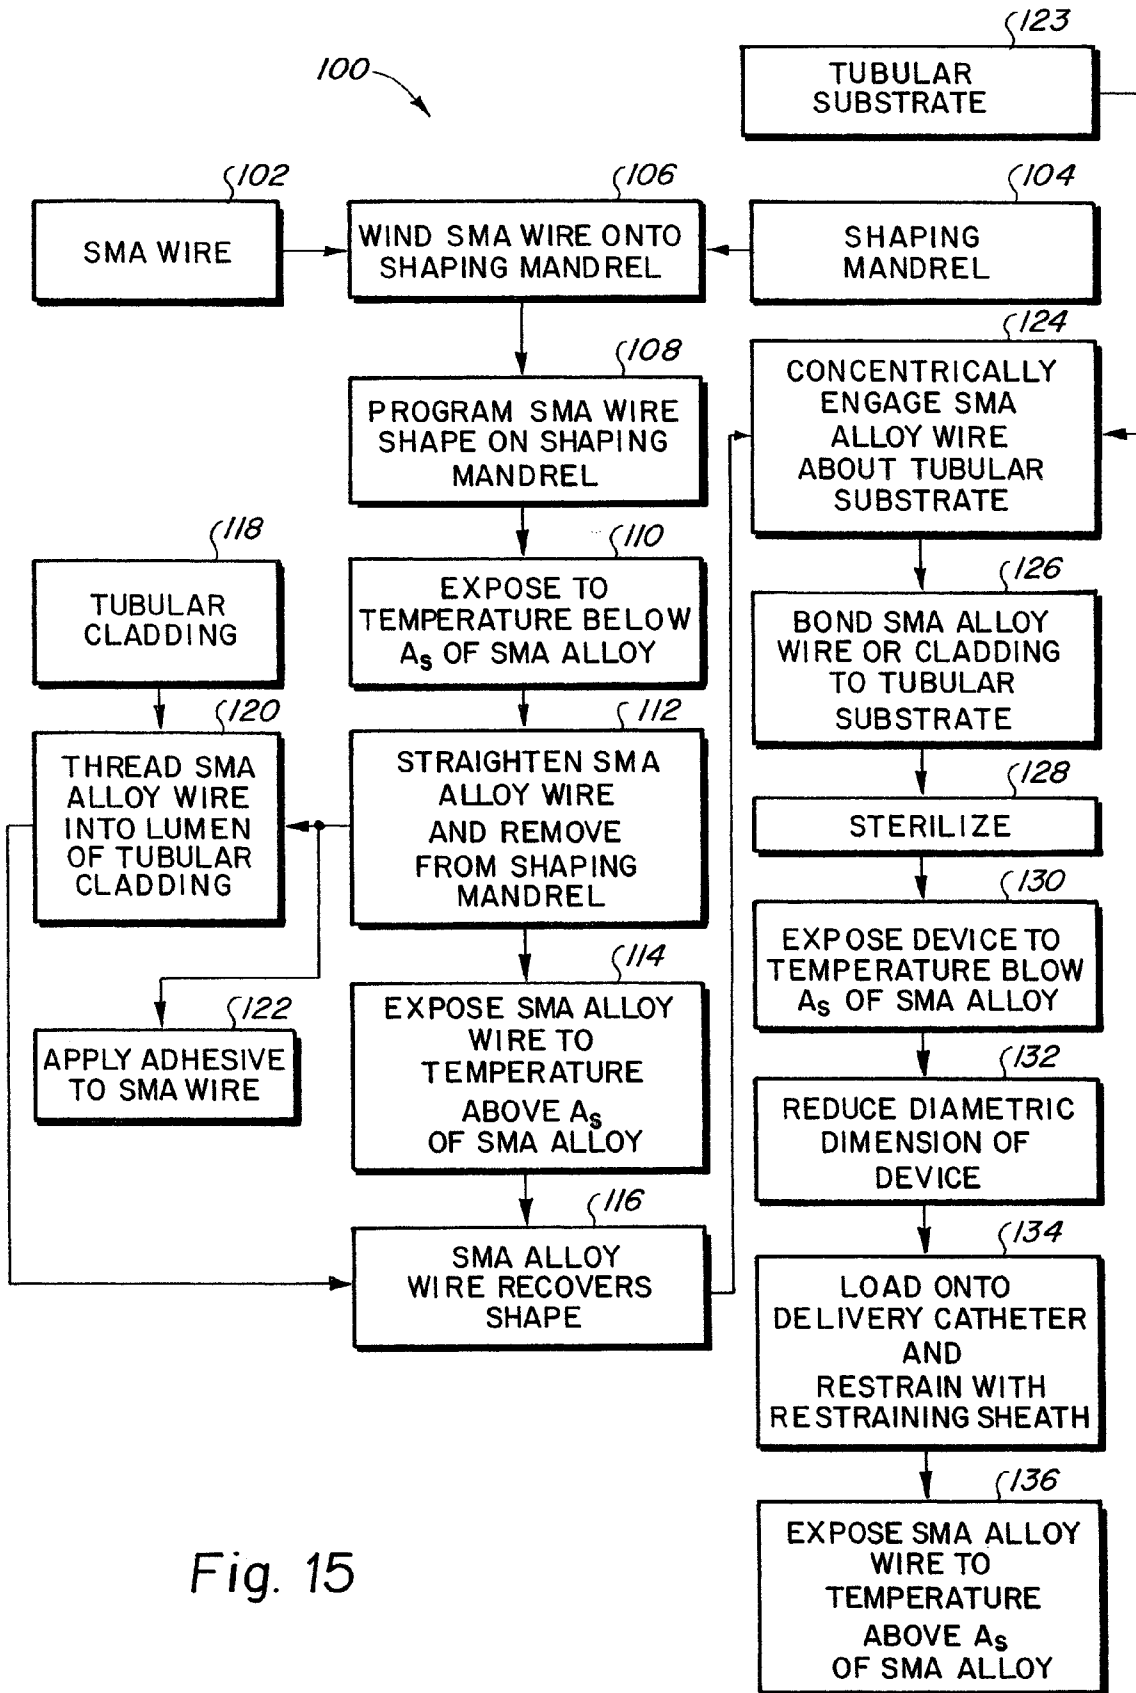 100
123
TUBULAR
SUBSTRATE
102
SMA WIRE
106
WIND SMA WIRE ONTO
SHAPING MANDREL
104
SHAPING
MANDREL
108
PROGRAM SMA WIRE
SHAPE ON SHAPING
MANDREL
110
EXPOSE TO
TEMPERATURE BELOW
As OF SMA ALLOY
112
STRAIGHTEN SMA
ALLOY WIRE
AND REMOVE
FROM SHAPING
MANDREL
118
TUBULAR
CLADDING
120
THREAD SMA
ALLOY WIRE
INTO LUMEN
OF TUBULAR
CLADDING
122
APPLY ADHESIVE
TO SMA WIRE
114
EXPOSE SMA ALLOY
WIRE TO
TEMPERATURE
ABOVE As
OF SMA ALLOY
116
SMA ALLOY
WIRE RECOVERS
SHAPE
124
CONCENTRICALLY
ENGAGE SMA
ALLOY WIRE
ABOUT TUBULAR
SUBSTRATE
126
BOND SMA ALLOY
WIRE OR CLADDING
TO TUBULAR
SUBSTRATE
128
STERILIZE
130
EXPOSE DEVICE TO
TEMPERATURE BLOW
As OF SMA ALLOY
132
REDUCE DIAMETRIC
DIMENSION OF
DEVICE
134
LOAD ONTO
DELIVERY CATHETER
AND
RESTRAIN WITH
RESTRAINING SHEATH
136
EXPOSE SMA ALLOY
WIRE TO
TEMPERATURE
ABOVE As
OF SMA ALLOY
Fig. 15